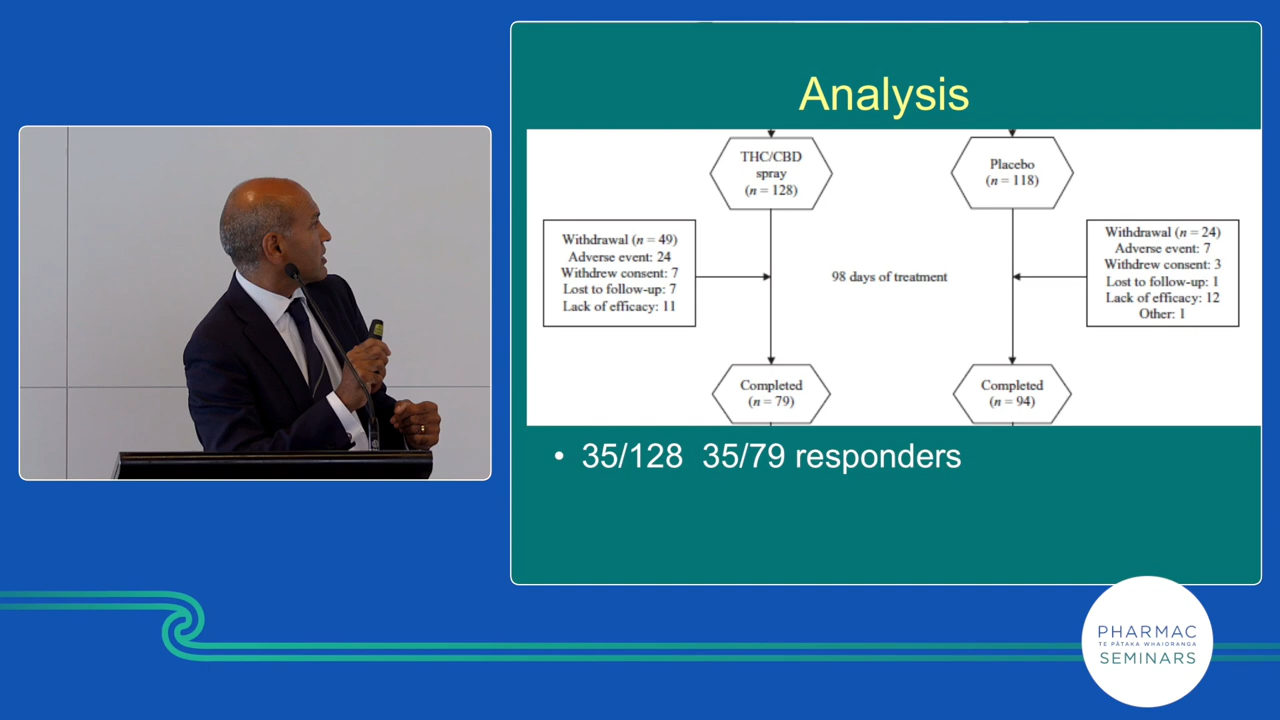 Analysis
THC/CBD
spray
(n = 128)
Placebo
(n = 118)
Withdrawal (n = 49)
Adverse event: 24
Withdrew consent: 7
Lost to follow-up: 7
Lack of efficacy: 11
98 days of treatment
Withdrawal (n = 24)
Adverse event: 7
Withdrew consent: 3
Lost to follow-up: 1
Lack of efficacy: 12
Other: 1
Completed
(n = 79)
Completed
(n = 94)
• 35/128 35/79 responders
PHARMAC
TE PĀTAKA WHAIORANGA
SEMINARS